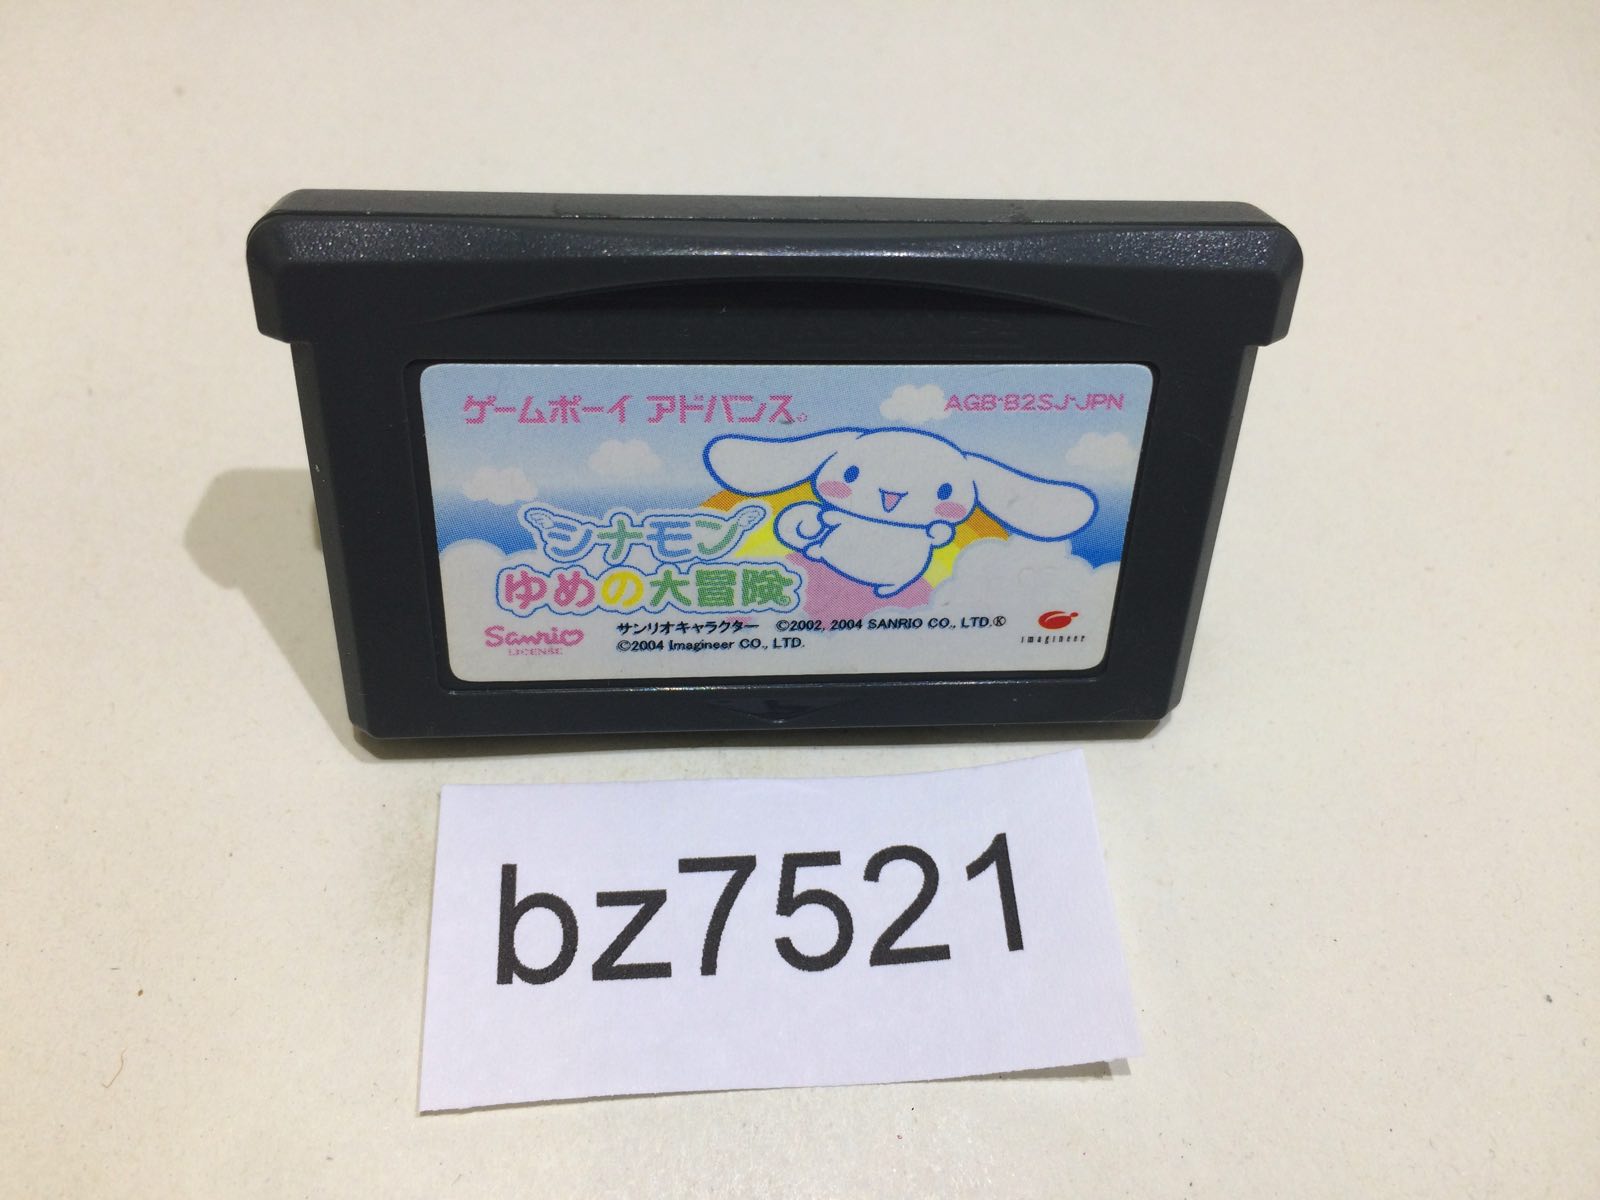 ゲームボーイ アドバンス
AGB-B2SJ-JPN
シナモン
ゆめの大冒険
Sanrio
LICENSE
サンリオキャラクター ©2002, 2004 SANRIO CO., LTD.Ⓚ
©2004 Imagineer CO., LTD.
imagineer
bz7521